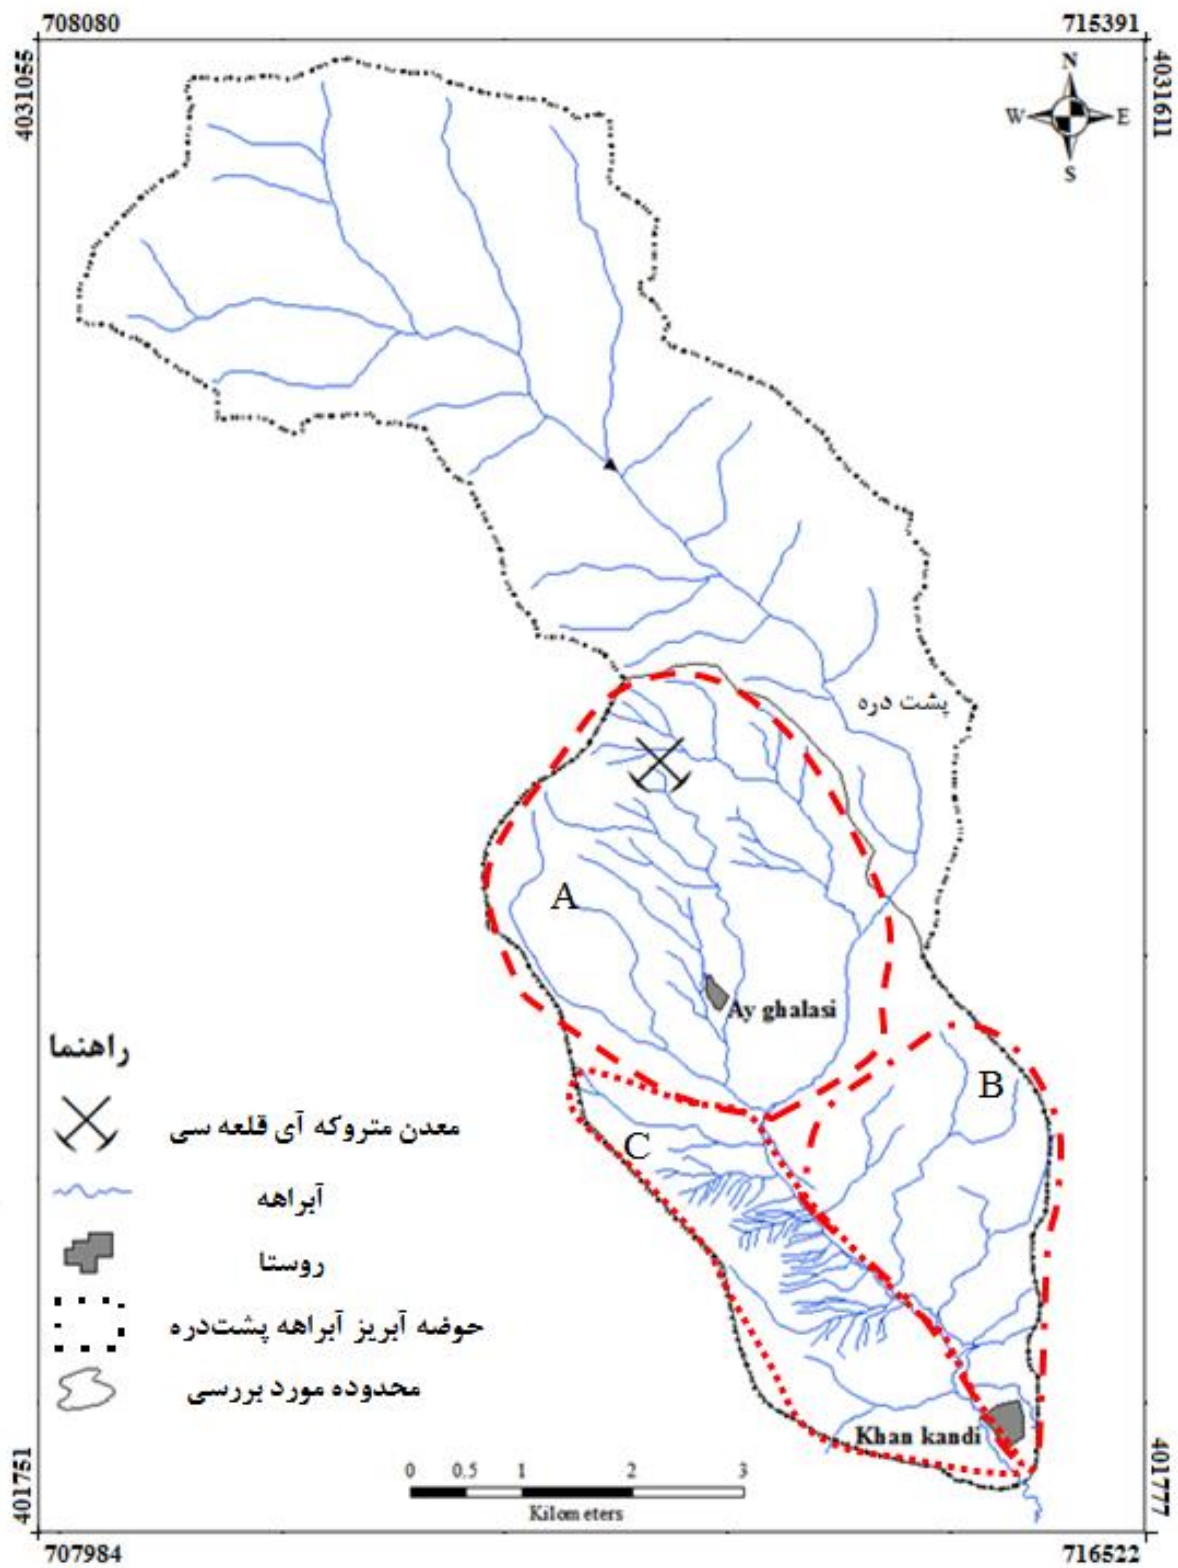 708080
715391
4031055
4031611
N
W
E
S
پشت دره
A
Ay ghalasi
B
C
راهنما
معدن متروکه آی قلعه سی
آبراهه
روستا
حوضه آبریز آبراهه پشت‌دره
محدوده مورد بررسی
Khan kandi
0 0.5 1 2 3
Kilometers
401751
401777
707984
716522